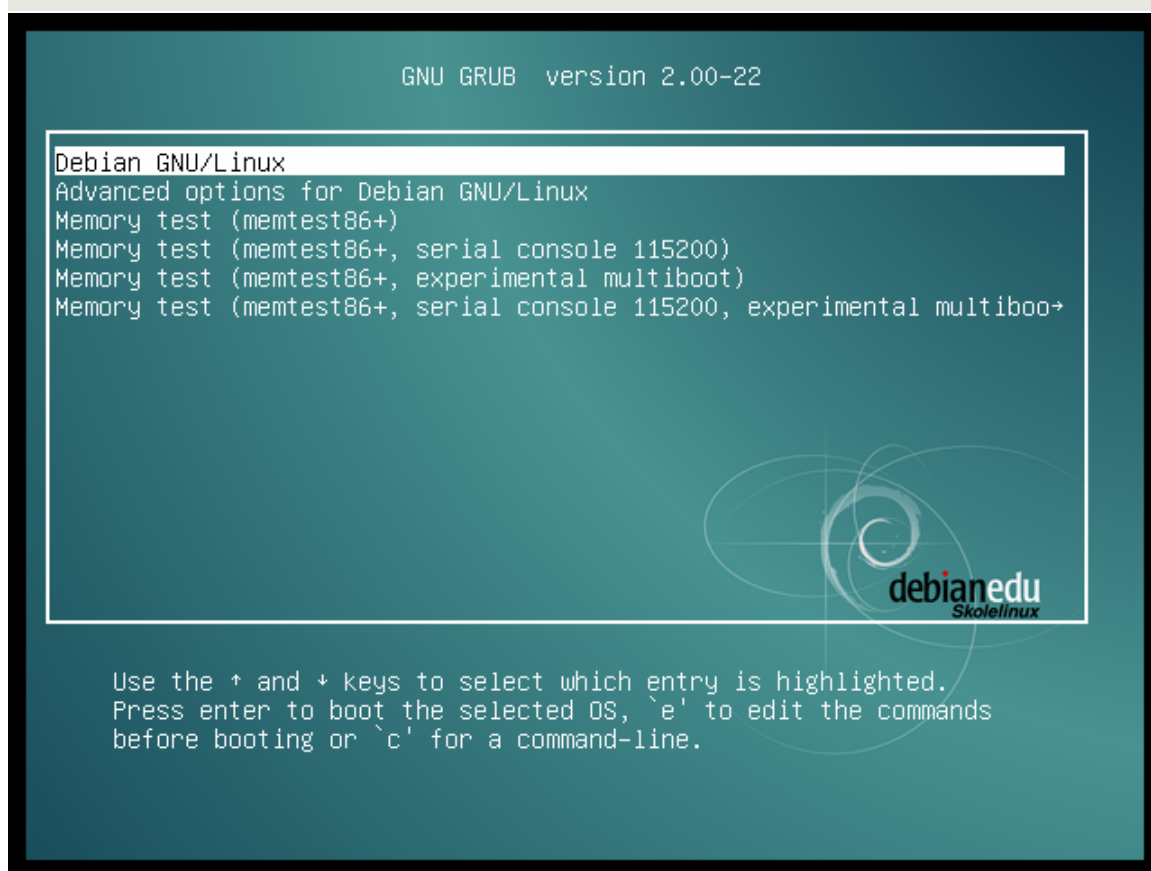 GNU GRUB  version 2.00-22
Debian GNU/Linux
Advanced options for Debian GNU/Linux
Memory test (memtest86+)
Memory test (memtest86+, serial console 115200)
Memory test (memtest86+, experimental multiboot)
Memory test (memtest86+, serial console 115200, experimental multiboo→
debianedu
Skolelinux
Use the ↑ and ↓ keys to select which entry is highlighted.
Press enter to boot the selected OS, `e' to edit the commands
before booting or `c' for a command-line.